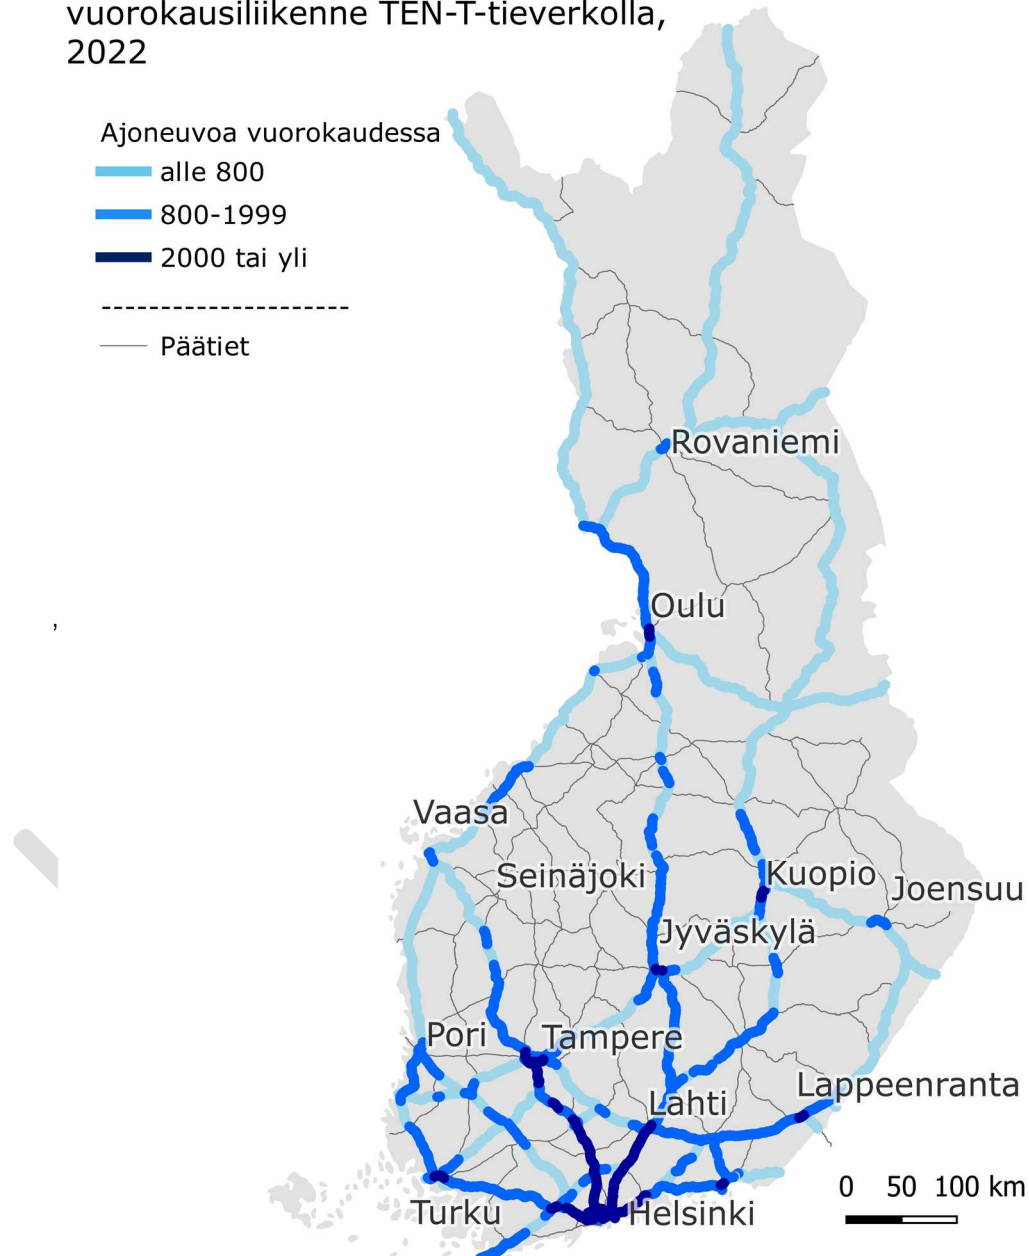 vuorokausiliikenne TEN-T-tieverkolla,
2022
Ajoneuvoa vuorokaudessa
alle 800
800-1999
2000 tai yli
---------------------
Päätiet
Rovaniemi
Oulu
,
Vaasa
Seinäjoki
Kuopio
Joensuu
Jyväskylä
Pori
Tampere
Lappeenranta
Lahti
0 50 100 km
Turku
Helsinki